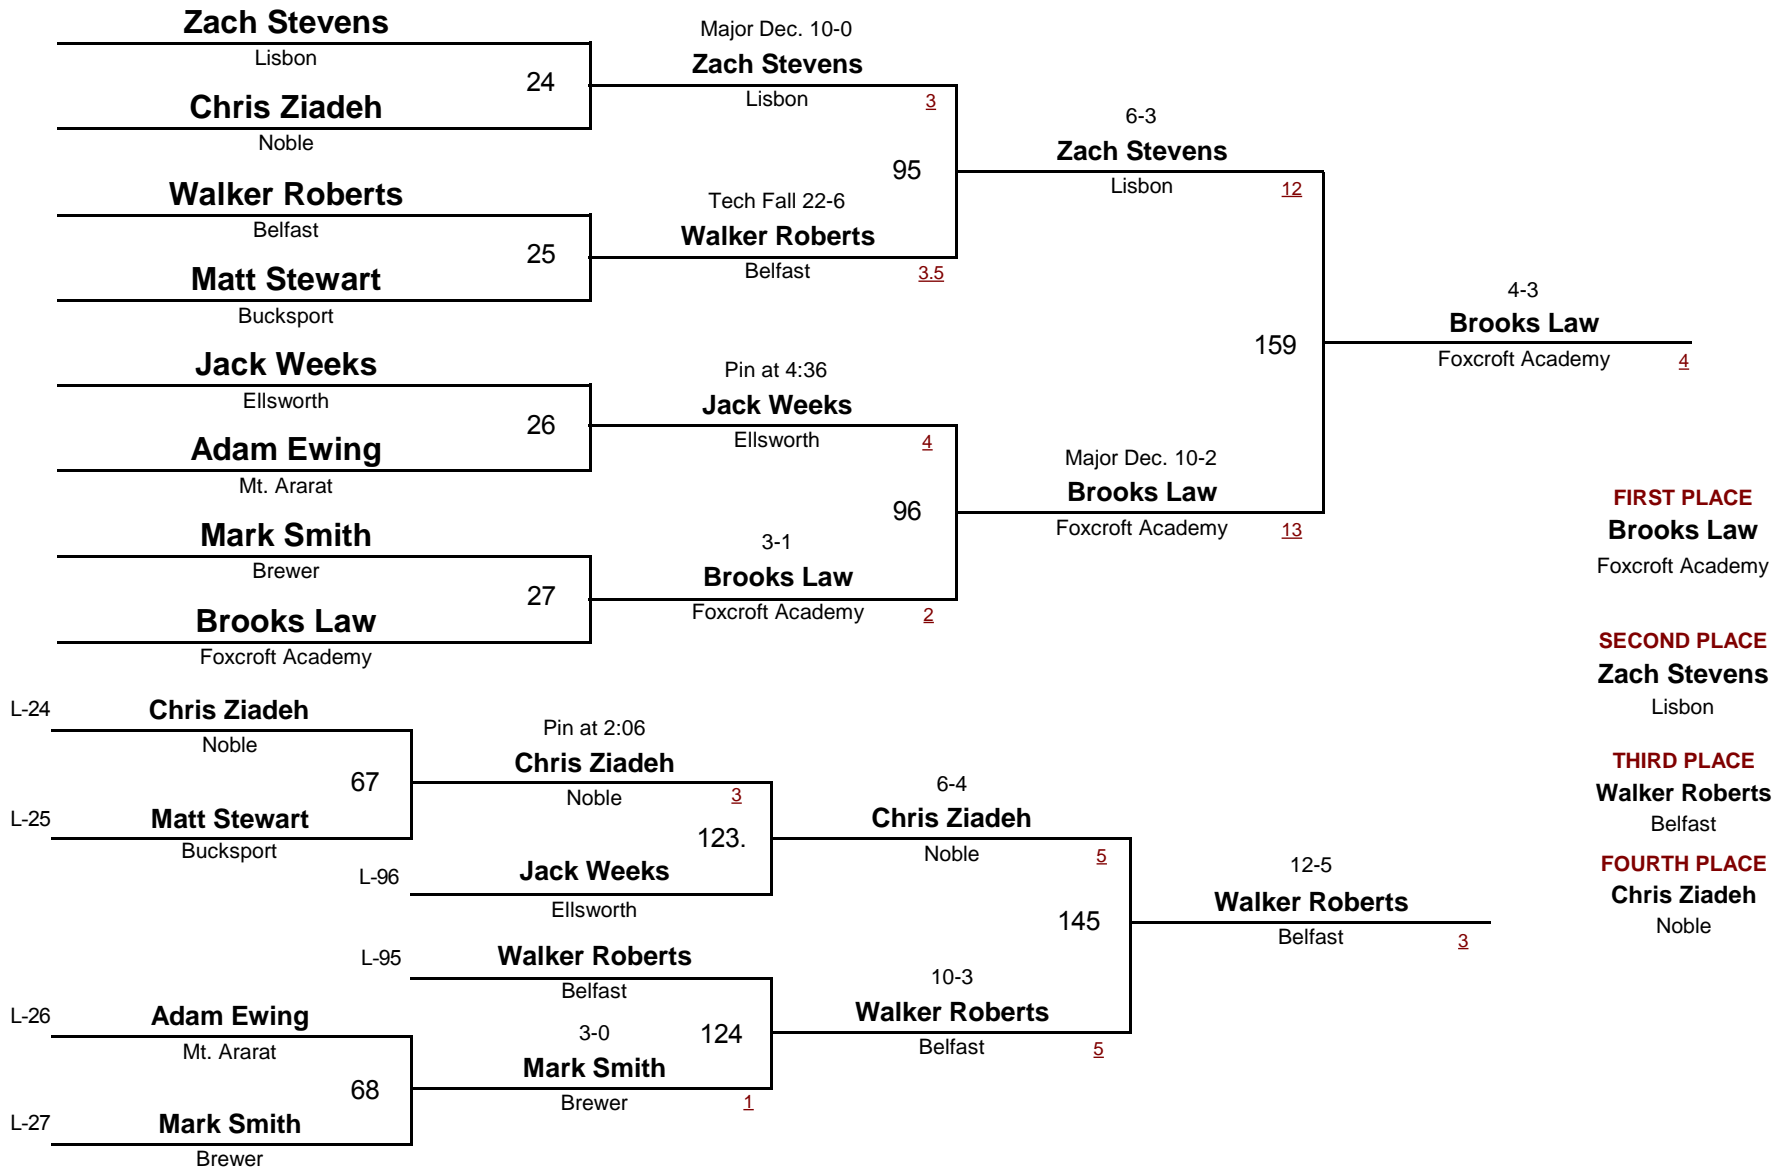 Zach Stevens
Lisbon
24
Chris Ziadeh
Noble
Walker Roberts
Belfast
25
Matt Stewart
Bucksport
Jack Weeks
Ellsworth
26
Adam Ewing
Mt. Ararat
Mark Smith
Brewer
27
Brooks Law
Foxcroft Academy
Major Dec. 10-0
Zach Stevens
Lisbon
3
95
Tech Fall 22-6
Walker Roberts
Belfast
3.5
Pin at 4:36
Jack Weeks
Ellsworth
4
96
3-1
Brooks Law
Foxcroft Academy
2
6-3
Zach Stevens
Lisbon
12
159
Major Dec. 10-2
Brooks Law
Foxcroft Academy
13
4-3
Brooks Law
Foxcroft Academy
4
FIRST PLACE
Brooks Law
Foxcroft Academy
SECOND PLACE
Zach Stevens
Lisbon
THIRD PLACE
Walker Roberts
Belfast
FOURTH PLACE
Chris Ziadeh
Noble
L-24
Chris Ziadeh
Noble
67
L-25
Matt Stewart
Bucksport
Pin at 2:06
Chris Ziadeh
Noble
3
123.
L-96
Jack Weeks
Ellsworth
L-95
Walker Roberts
Belfast
L-26
Adam Ewing
Mt. Ararat
68
L-27
Mark Smith
Brewer
3-0
124
Mark Smith
Brewer
1
6-4
Chris Ziadeh
Noble
5
145
10-3
Walker Roberts
Belfast
5
12-5
Walker Roberts
Belfast
3